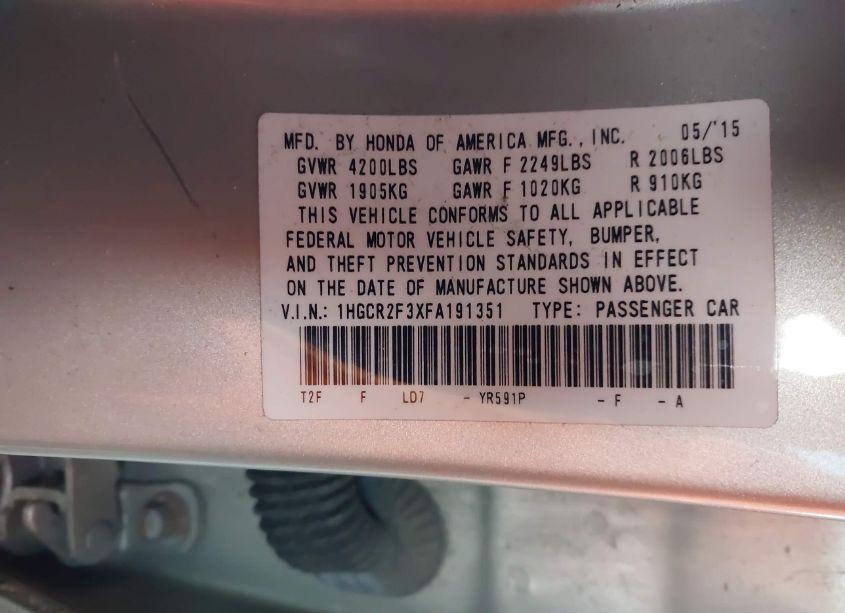 MFD. BY HONDA OF AMERICA MFG., INC. 05/'15
GVWR 4200LBS GAWR F 2249LBS R 2006LBS
GVWR 1905KG GAWR F 1020KG R 910KG
THIS VEHICLE CONFORMS TO ALL APPLICABLE
FEDERAL MOTOR VEHICLE SAFETY, BUMPER,
AND THEFT PREVENTION STANDARDS IN EFFECT
ON THE DATE OF MANUFACTURE SHOWN ABOVE.
V.I.N.: 1HGCR2F3XFA191351 TYPE: PASSENGER CAR
T2F F LD7 - YR591P - F - A